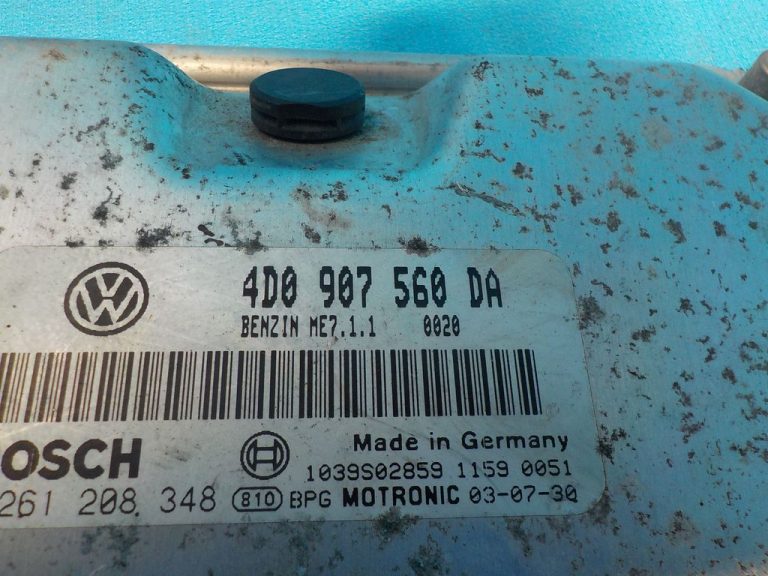 4D0 907 560 DA
BENZIN ME7.1.1 0020
OSCH
Made in Germany
1039S02859 1159 0051
261 208 348 810 BPG MOTRONIC 03-07-30